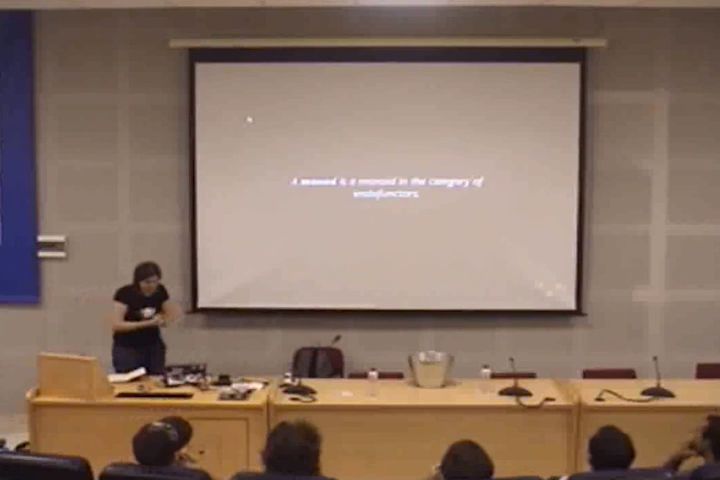 A monad is a monoid in the category of
endofunctors.